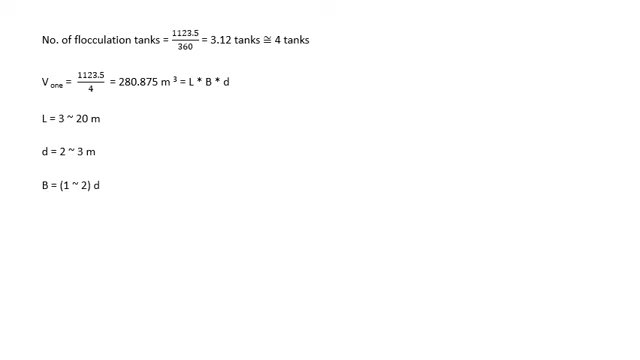 No. of flocculation tanks = 1123.5/360 = 3.12 tanks ≅ 4 tanks
V one = 1123.5/4 = 280.875 m ³ = L * B * d
L = 3 ~ 20 m
d = 2 ~ 3 m
B = (1 ~ 2) d